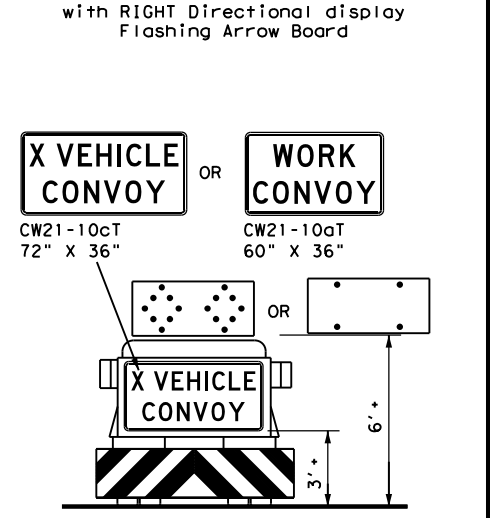 with RIGHT Directional display
Flashing Arrow Board
X VEHICLE
CONVOY
OR
WORK
CONVOY
CW21-10cT
72" X 36"
CW21-10aT
60" X 36"
OR
X VEHICLE
CONVOY
6' +
3' +